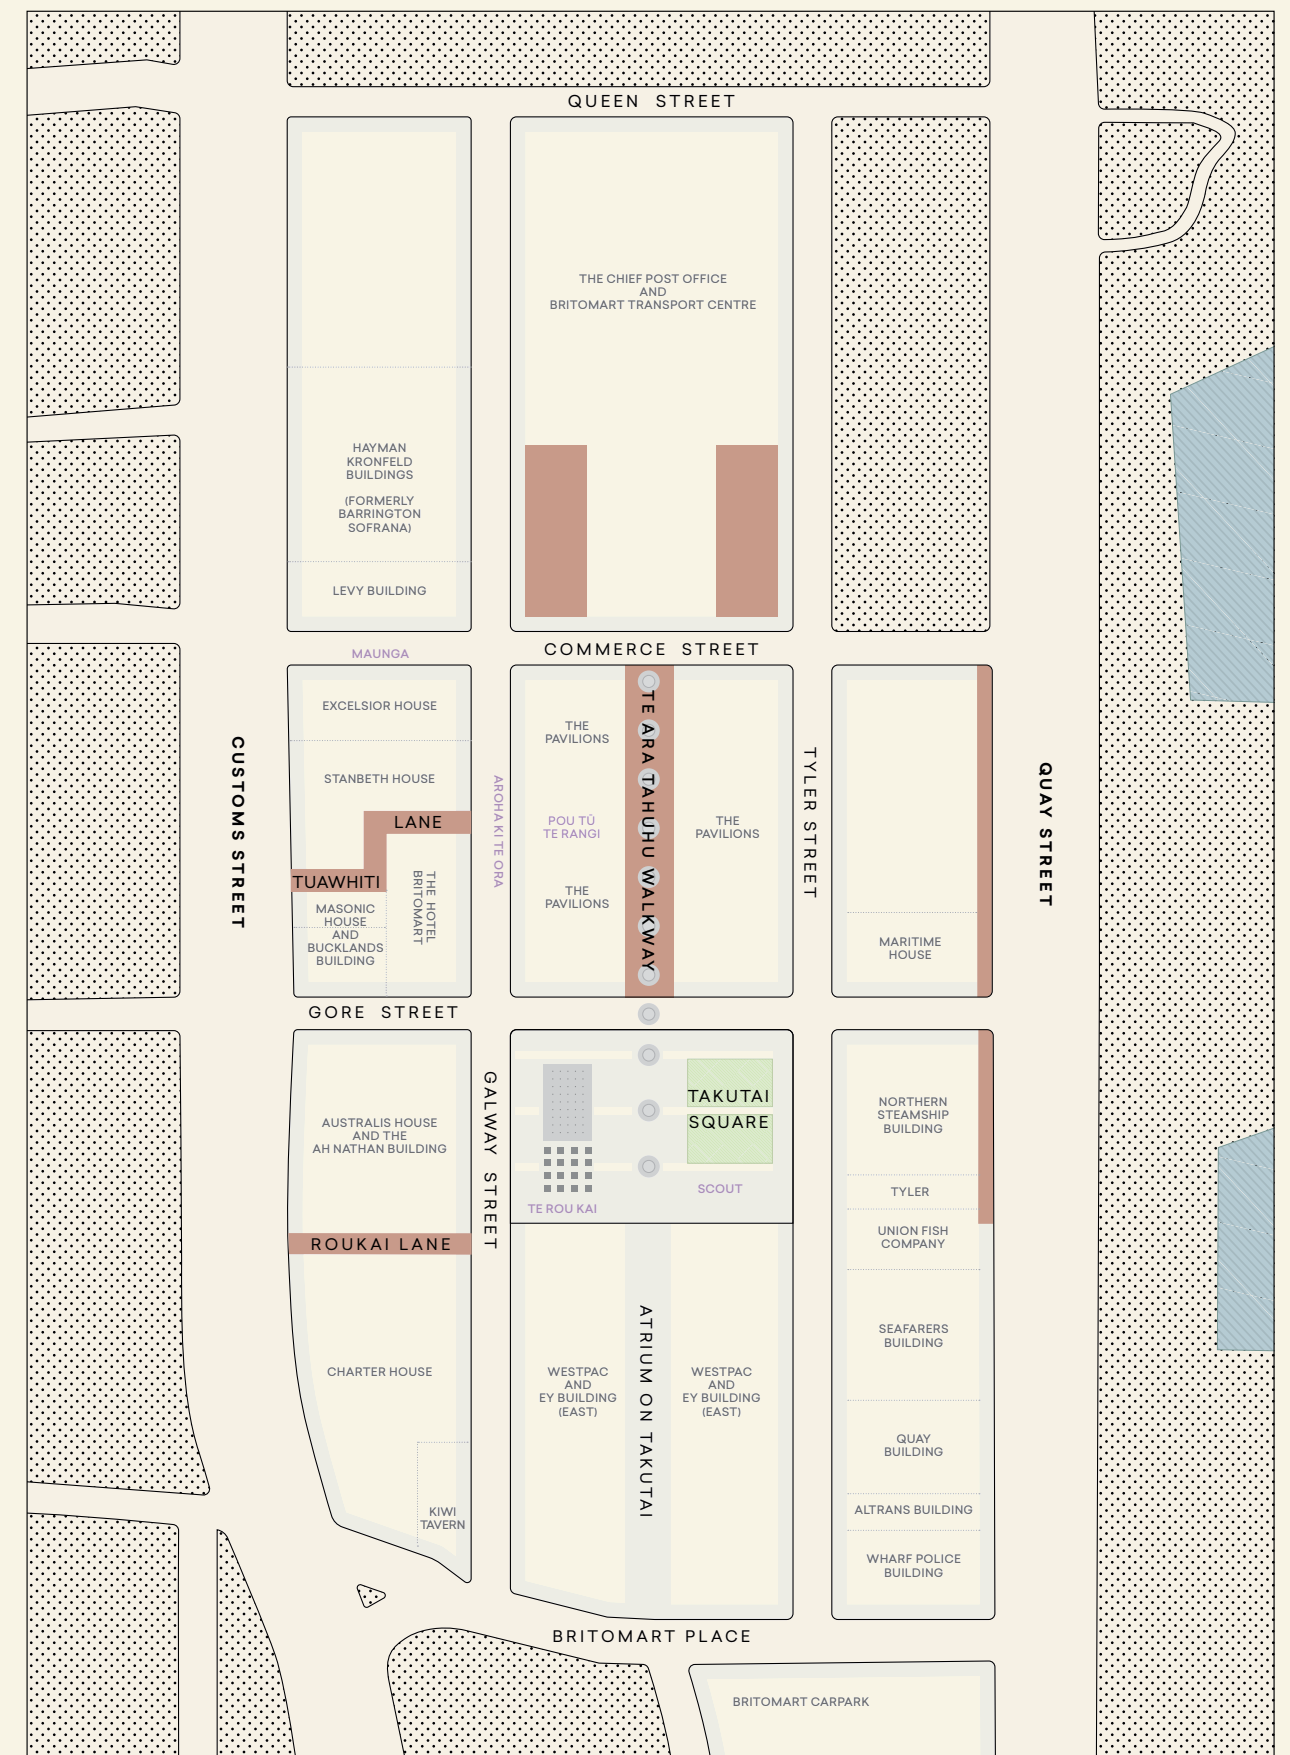 QUEEN STREET
THE CHIEF POST OFFICE
AND
BRITOMART TRANSPORT CENTRE
HAYMAN
KRONFELD
BUILDINGS
(FORMERLY
BARRINGTON
SOFRANA)
LEVY BUILDING
MAUNGA
COMMERCE STREET
EXCELSIOR HOUSE
STANBETH HOUSE
LANE
TUAWHITI
MASONIC
HOUSE
AND
BUCKLANDS
BUILDING
THE HOTEL
BRITOMART
CUSTOMS STREET
AROHA KI TE ORA
THE
PAVILIONS
POU TŪ
TE RANGI
THE
PAVILIONS
TE ARA TAHUHU WALKWAY
THE
PAVILIONS
TYLER STREET
MARITIME
HOUSE
QUAY STREET
GORE STREET
AUSTRALIS HOUSE
AND THE
AH NATHAN BUILDING
ROUKAI LANE
CHARTER HOUSE
KIWI
TAVERN
GALWAY STREET
TAKUTAI
SQUARE
SCOUT
TE ROU KAI
WESTPAC
AND
EY BUILDING
(EAST)
ATRIUM ON TAKUTAI
WESTPAC
AND
EY BUILDING
(EAST)
NORTHERN
STEAMSHIP
BUILDING
TYLER
UNION FISH
COMPANY
SEAFARERS
BUILDING
QUAY
BUILDING
ALTRANS BUILDING
WHARF POLICE
BUILDING
BRITOMART PLACE
BRITOMART CARPARK